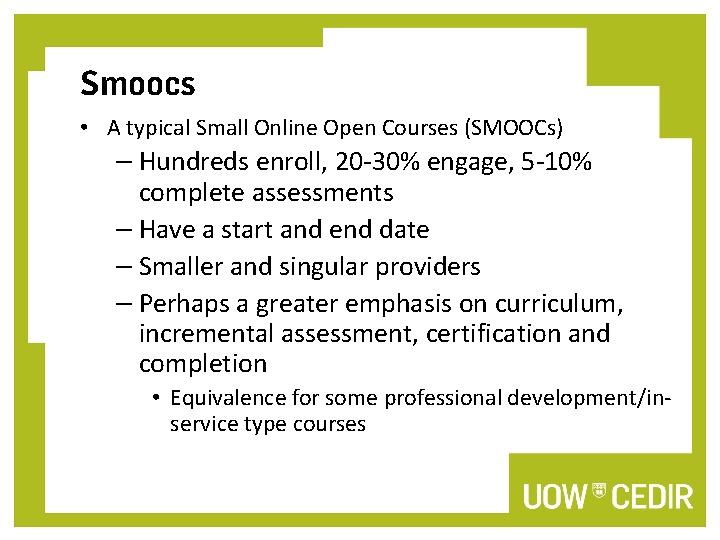 Smoocs
• A typical Small Online Open Courses (SMOOCs)
– Hundreds enroll, 20-30% engage, 5-10%
complete assessments
– Have a start and end date
– Smaller and singular providers
– Perhaps a greater emphasis on curriculum,
incremental assessment, certification and
completion
• Equivalence for some professional development/in-
service type courses
UOW CEDIR